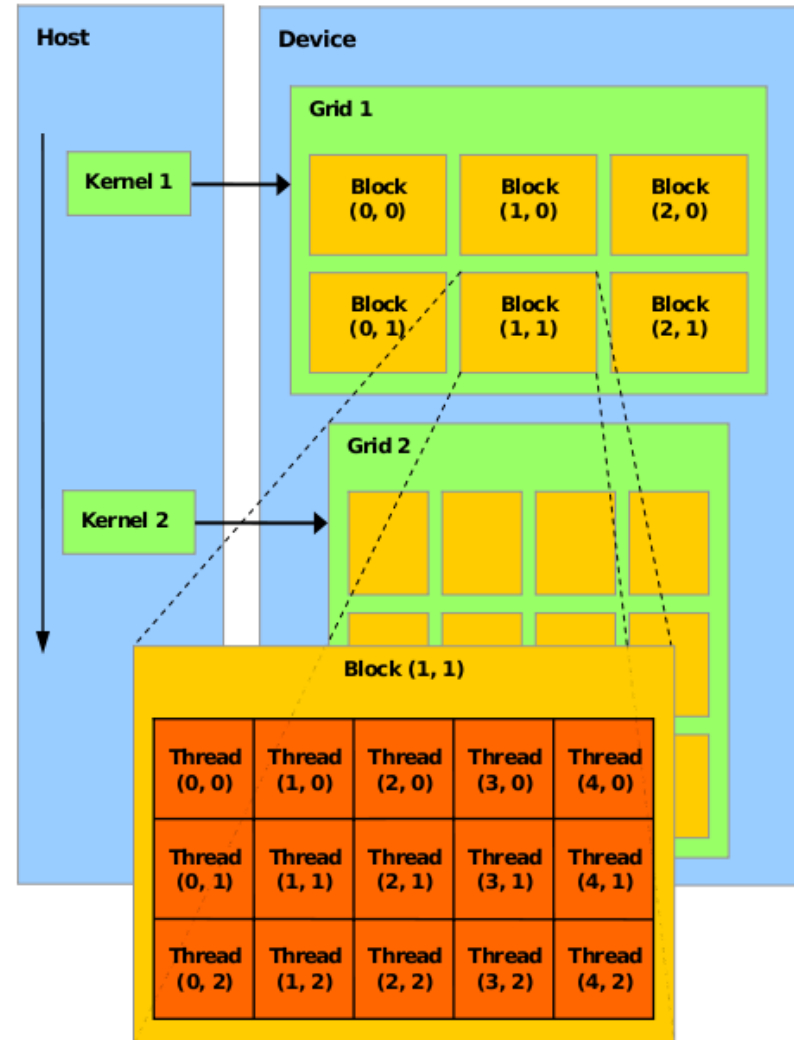 Host
Device
Grid 1
Kernel 1
Block
(0, 0)
Block
(1, 0)
Block
(2, 0)
Block
(0, 1)
Block
(1, 1)
Block
(2, 1)
Grid 2
Kernel 2
Block (1, 1)
Thread
(0, 0)
Thread
(1, 0)
Thread
(2, 0)
Thread
(3, 0)
Thread
(4, 0)
Thread
(0, 1)
Thread
(1, 1)
Thread
(2, 1)
Thread
(3, 1)
Thread
(4, 1)
Thread
(0, 2)
Thread
(1, 2)
Thread
(2, 2)
Thread
(3, 2)
Thread
(4, 2)